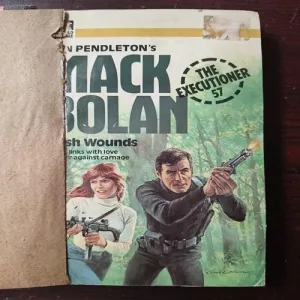 N PENDLETON's
MACK
BOLAN
THE
EXECUTIONER
57
sh Wounds
links with love
against carnage